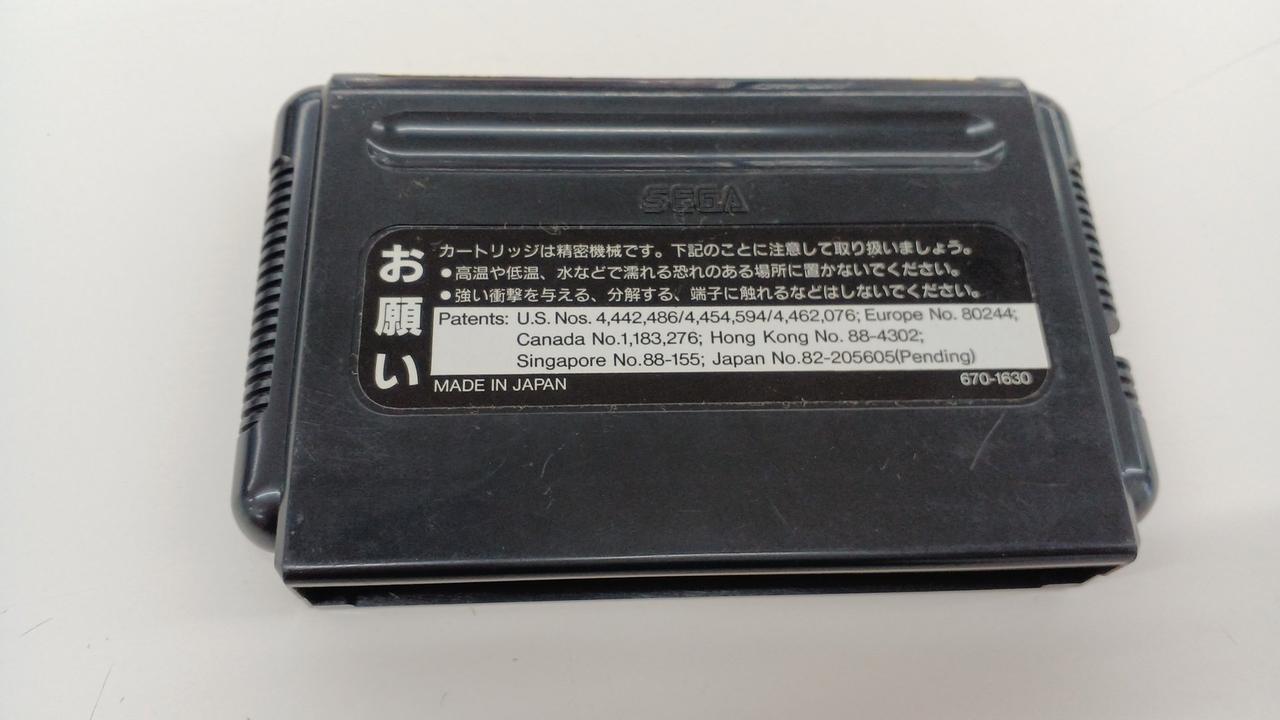 SEGA
お願い
カートリッジは精密機械です。下記のことに注意して取り扱いましょう。
●高温や低温、水などで濡れる恐れのある場所に置かないでください。
●強い衝撃を与える、分解する、端子に触れるなどはしないでください。
Patents: U.S. Nos. 4,442,486/4,454,594/4,462,076; Europe No. 80244;
Canada No.1,183,276; Hong Kong No. 88-4302;
Singapore No.88-155; Japan No.82-205605(Pending)
MADE IN JAPAN 670-1630